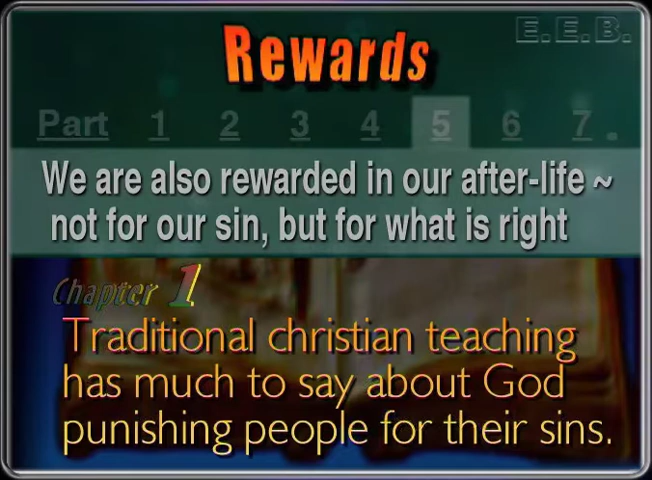 E.E.B.
Rewards
Part 1 2 3 4 5 6 7.
We are also rewarded in our after-life ~
not for our sin, but for what is right
Chapter 1
Traditional christian teaching
has much to say about God
punishing people for their sins.